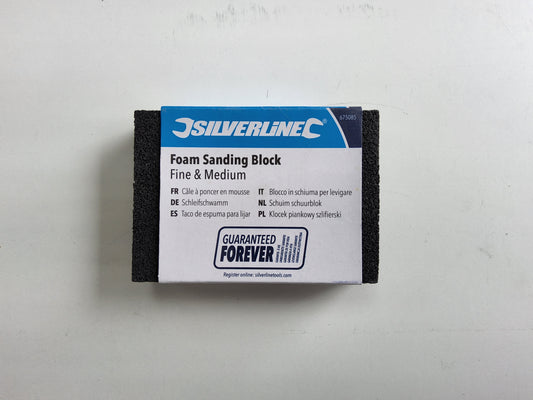 SILVERLINE®
675085
Foam Sanding Block
Fine & Medium
FR Câle à poncer en mousse
IT Blocco in schiuma per levigare
DE Schleifschwamm
NL Schuim schuurblok
ES Taco de espuma para lijar
PL Klocek piankowy szlifierski
GUARANTEED
FOREVER
Register online: silverlinetools.com